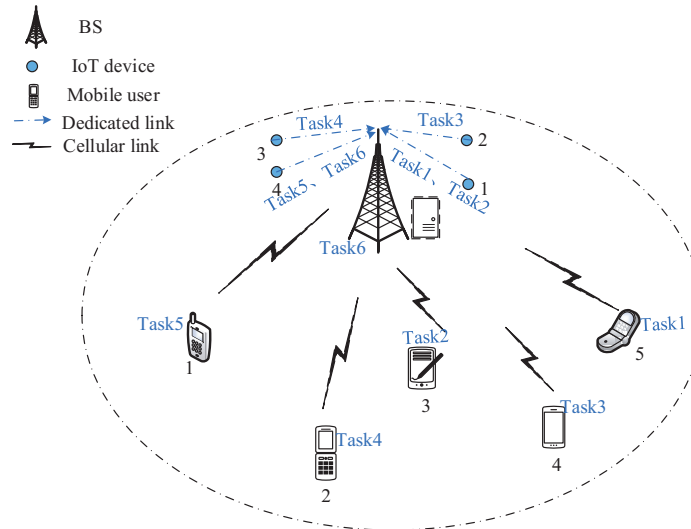 BS
IoT device
Mobile user
Dedicated link
Cellular link
Task4
Task3
3
2
4
1
Task5、Task6
Task1、Task2
Task6
Task5
1
Task2
3
Task1
5
Task4
2
Task3
4